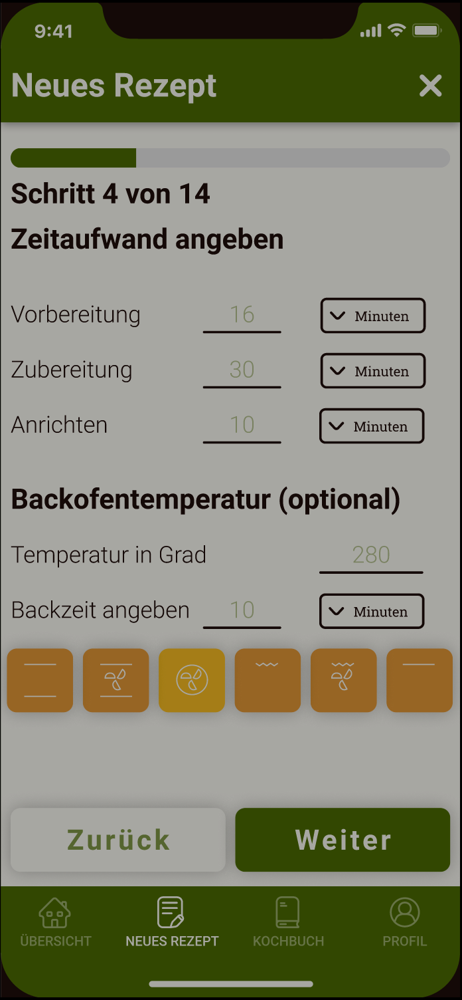 9:41
Neues Rezept
Schritt 4 von 14
Zeitaufwand angeben
Vorbereitung 16 Minuten
Zubereitung 30 Minuten
Anrichten 10 Minuten
Backofentemperatur (optional)
Temperatur in Grad 280
Backzeit angeben 10 Minuten
Zurück Weiter
ÜBERSICHT NEUES REZEPT KOCHBUCH PROFIL